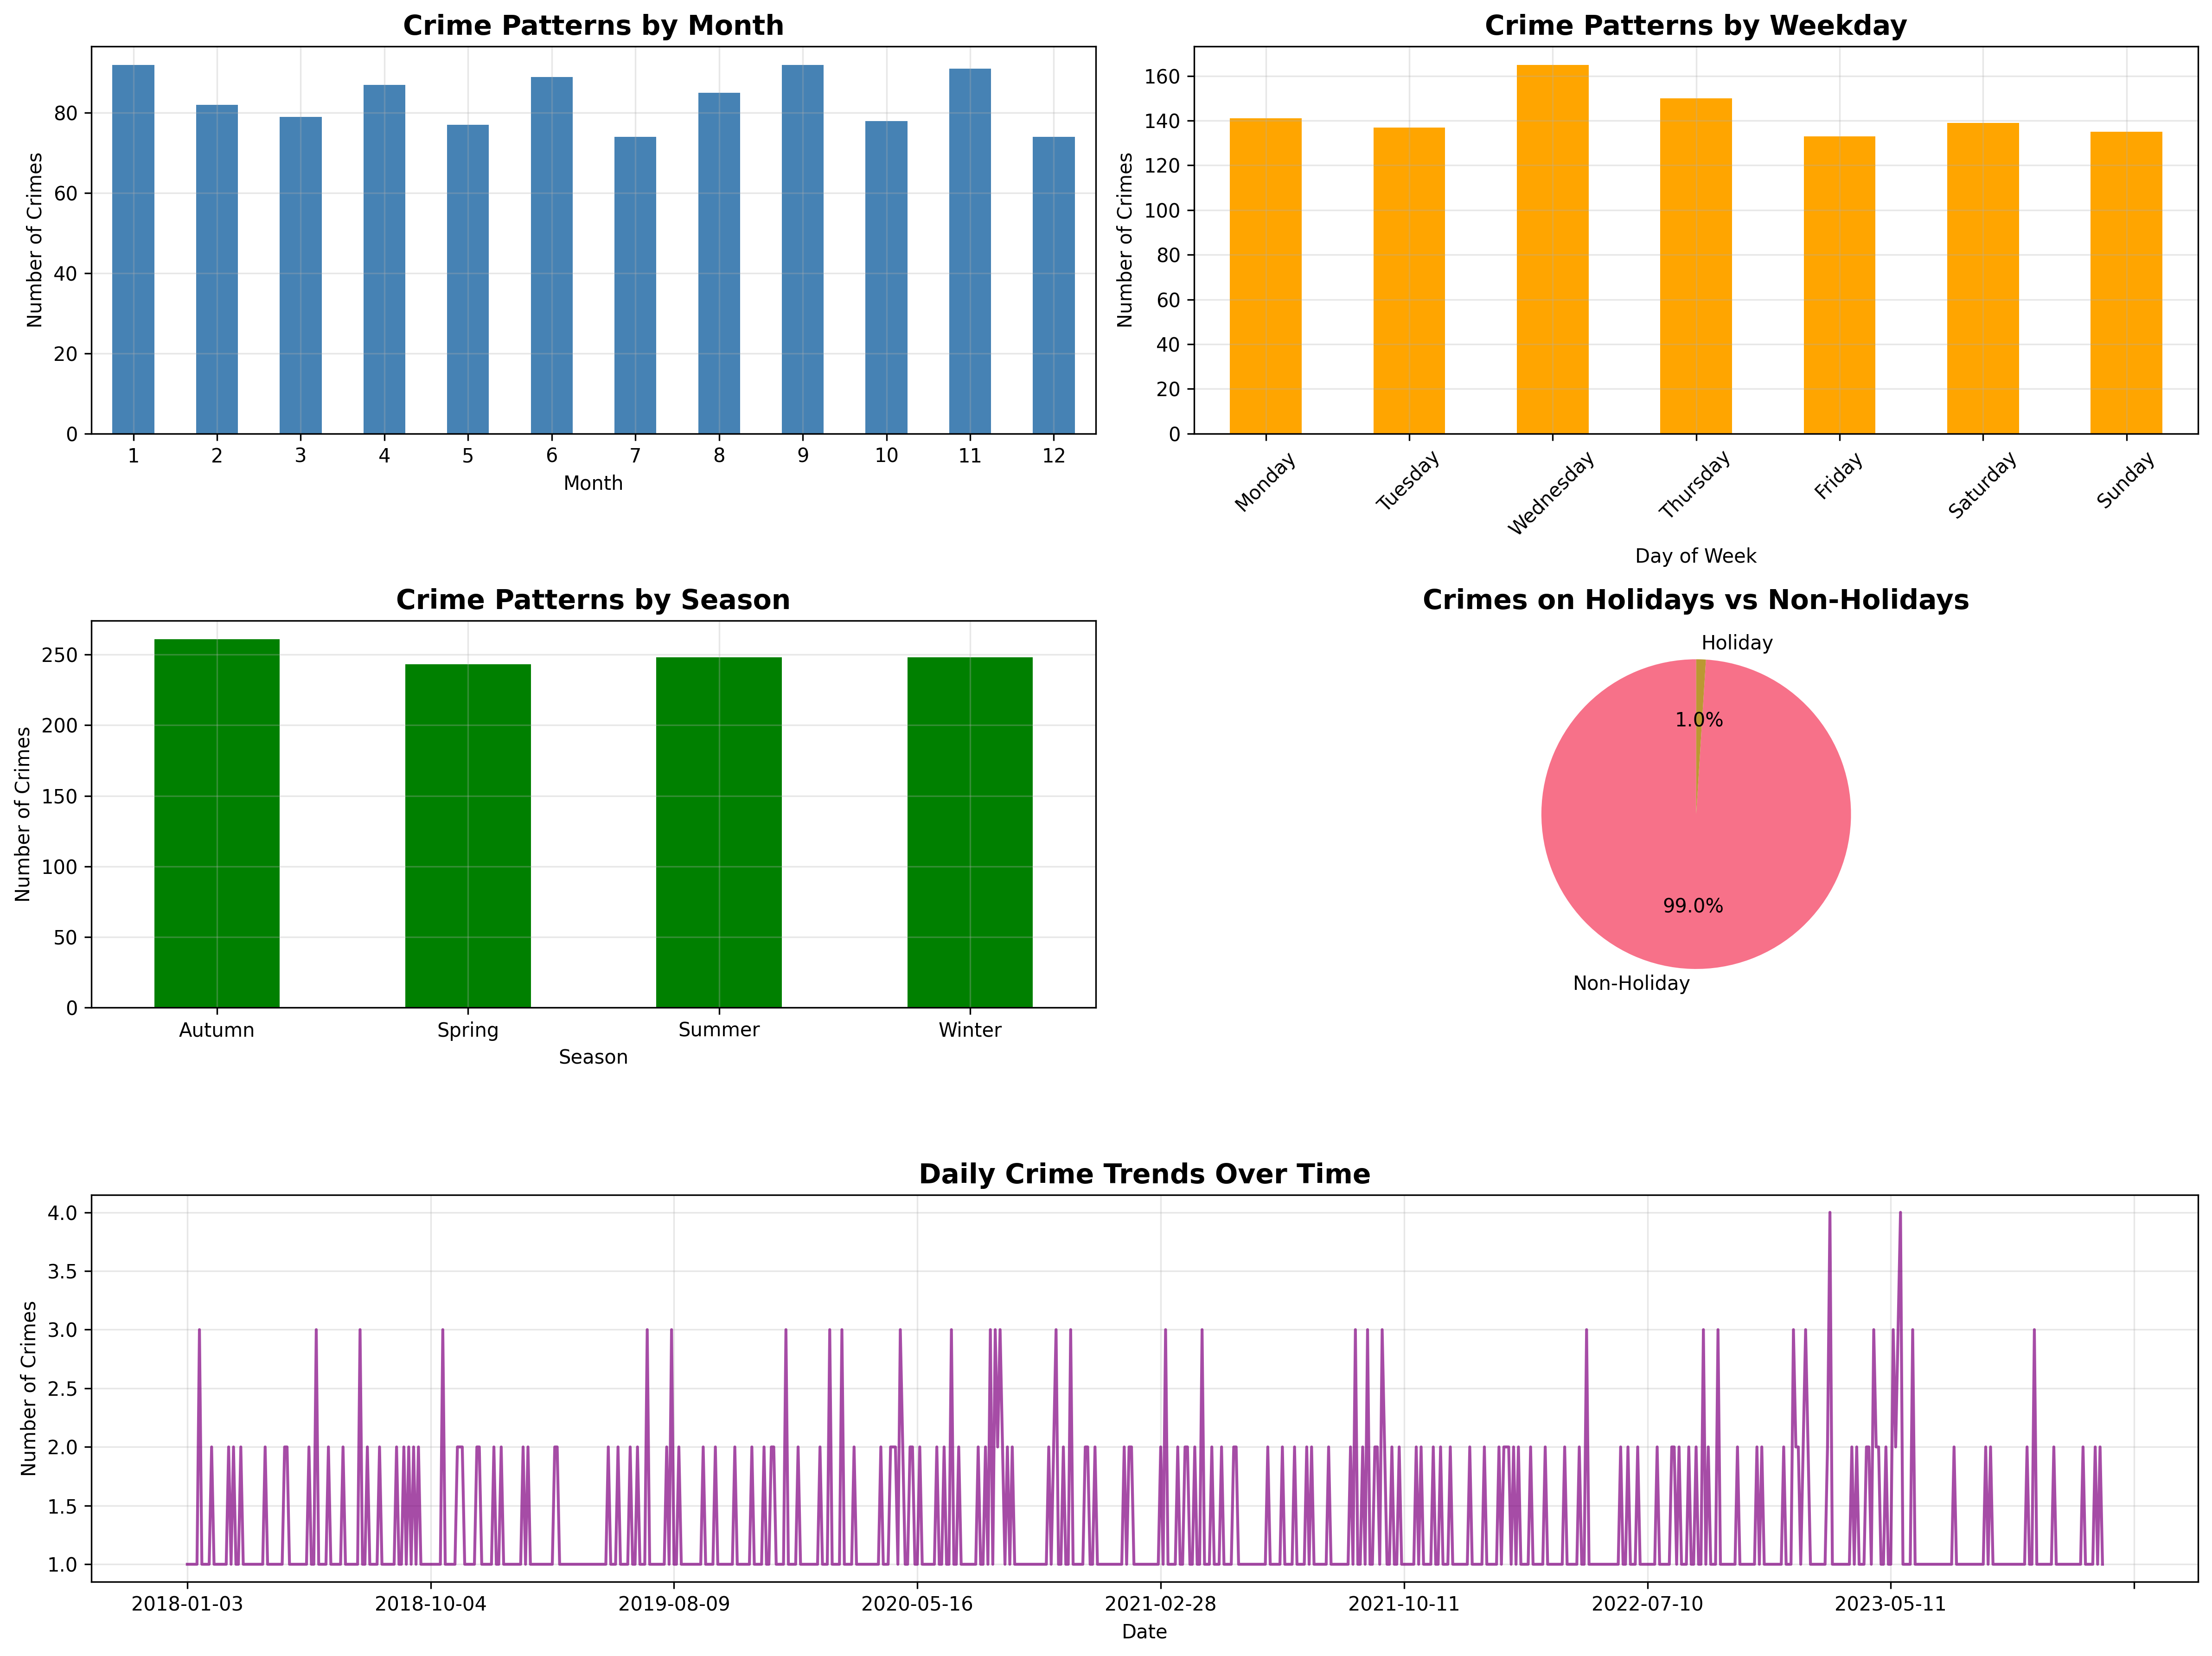 Crime Patterns by Month
Number of Crimes
80
60
40
20
0
1 2 3 4 5 6 7 8 9 10 11 12
Month
Crime Patterns by Weekday
Number of Crimes
160
140
120
100
80
60
40
20
0
Monday Tuesday Wednesday Thursday Friday Saturday Sunday
Day of Week
Crime Patterns by Season
Number of Crimes
250
200
150
100
50
0
Autumn Spring Summer Winter
Season
Crimes on Holidays vs Non-Holidays
Holiday
1.0%
99.0%
Non-Holiday
Daily Crime Trends Over Time
Number of Crimes
4.0
3.5
3.0
2.5
2.0
1.5
1.0
2018-01-03 2018-10-04 2019-08-09 2020-05-16 2021-02-28 2021-10-11 2022-07-10 2023-05-11
Date